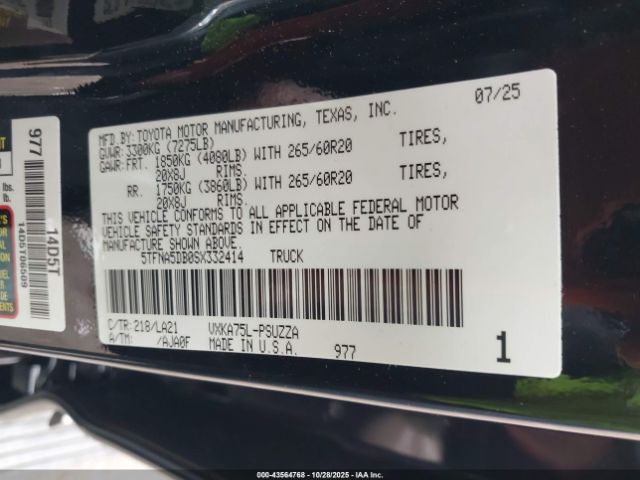 07/25
MFD.BY:TOYOTA MOTOR MANUFACTURING, TEXAS, INC.
GVWR: 3300KG (7275LB)
GAWR: FRT. 1850KG (4080LB) WITH 265/60R20 TIRES,
20X8J RIMS.
RR. 1750KG (3860LB) WITH 265/60R20 TIRES,
20X8J RIMS.
THIS VEHICLE CONFORMS TO ALL APPLICABLE FEDERAL MOTOR
VEHICLE SAFETY STANDARDS IN EFFECT ON THE DATE OF
MANUFACTURE SHOWN ABOVE.
5TFNA5DB0SX332414 TRUCK
C/TR:218/LA21 VXKA75L-PSUZZA
A/TM: /AJA0F MADE IN U.S.A. 977 1
977
14D5T
14D5T06509
lbs.
000-43564768 - 10/28/2025 - IAA Inc.